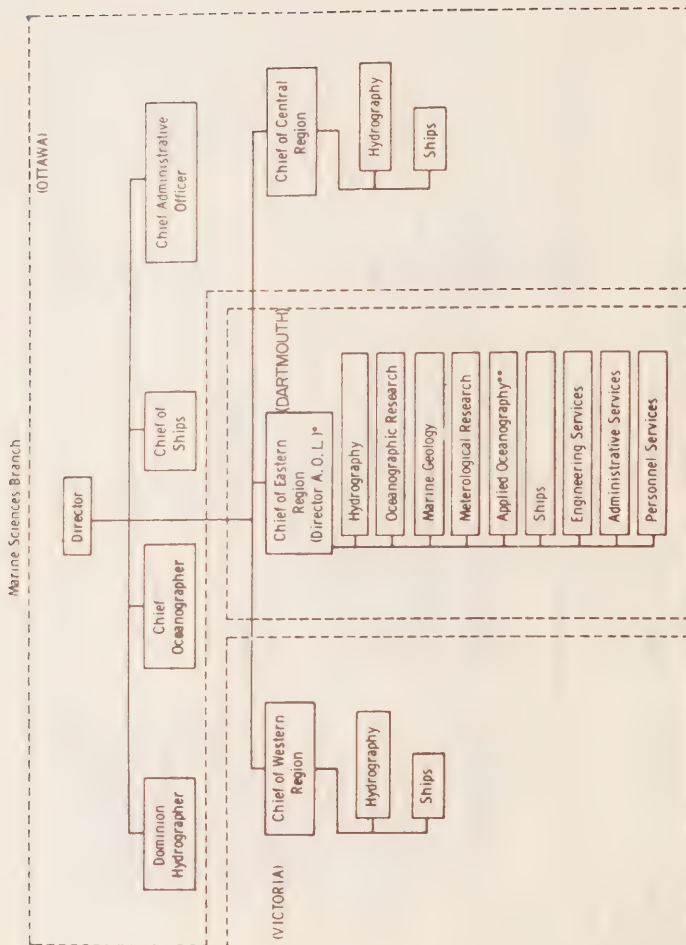 Marine Sciences Branch
(OTTAWA)
Director
Dominion
Hydrographer
Chief
Oceanographer
Chief of
Ships
Chief Administrative
Officer
(VICTORIA)
Chief of Western
Region
Hydrography
Ships
(DARTMOUTH)
Chief of Eastern
Region
(Director A. O. L.)*
Hydrography
Oceanographic Research
Marine Geology
Meterological Research
Applied Oceanography**
Ships
Engineering Services
Administrative Services
Personnel Services
Chief of Central
Region
Hydrography
Ships